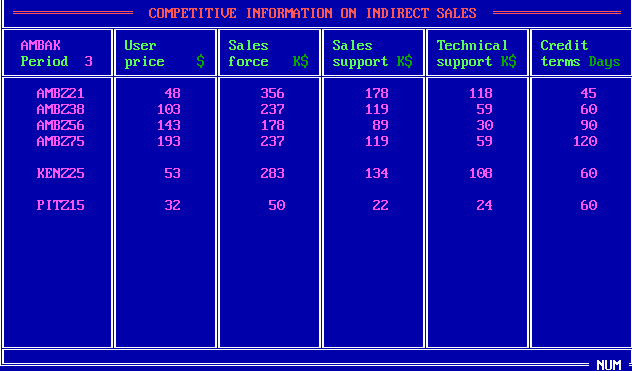 COMPETITIVE INFORMATION ON INDIRECT SALES
AMBAK User Sales Sales Technical Credit
Period 3 price $ force K$ support K$ support K$ terms Days
AMBZ21 48 356 178 118 45
AMBZ38 103 237 119 59 60
AMBZ56 143 178 89 30 90
AMBZ75 193 237 119 59 120
KENZ25 53 283 134 108 60
PITZ15 32 50 22 24 60
NUM